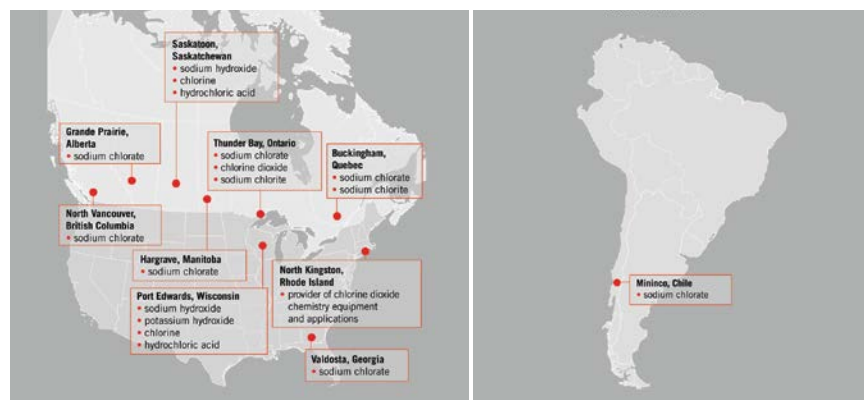 Saskatoon,
Saskatchewan
• sodium hydroxide
• chlorine
• hydrochloric acid
Grande Prairie,
Alberta
• sodium chlorate
Thunder Bay, Ontario
• sodium chlorate
• chlorine dioxide
• sodium chlorite
Buckingham,
Quebec
• sodium chlorate
• sodium chlorite
North Vancouver,
British Columbia
• sodium chlorate
Hargrave, Manitoba
• sodium chlorate
North Kingston,
Rhode Island
• provider of chlorine dioxide
chemistry equipment
and applications
Port Edwards, Wisconsin
• sodium hydroxide
• potassium hydroxide
• chlorine
• hydrochloric acid
Valdosta, Georgia
• sodium chlorate
Mininco, Chile
• sodium chlorate